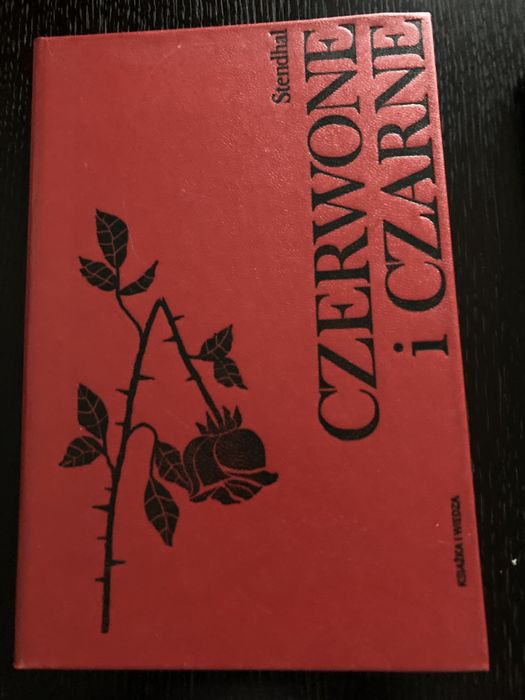 Stendhal
CZERWONE
i CZARNE
KSIĄŻKA I WIEDZA